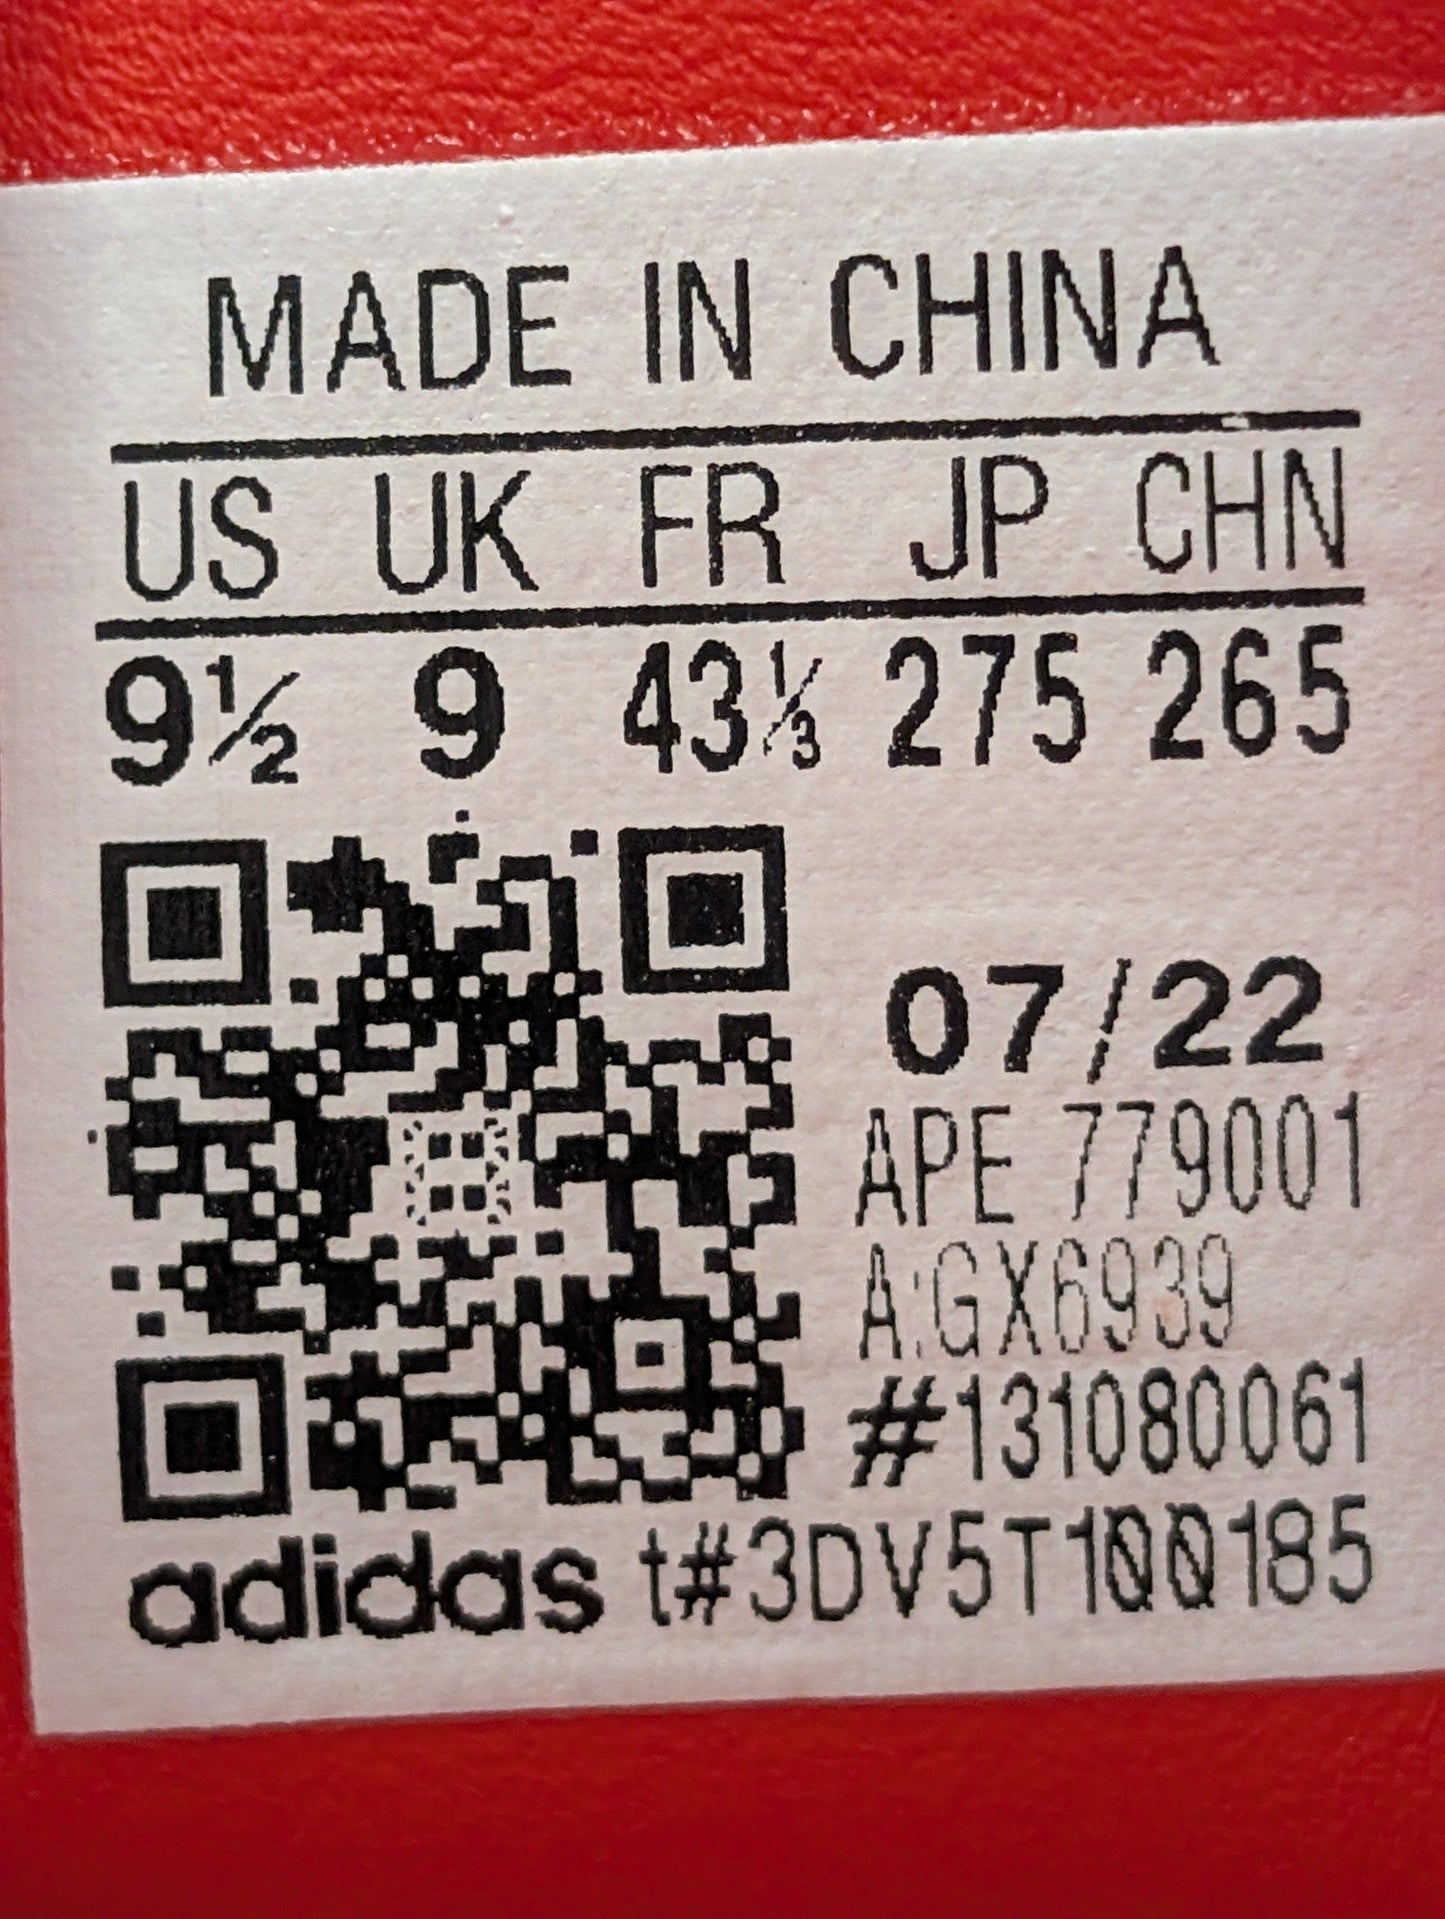 MADE IN CHINA
US UK FR JP CHN
9½ 9 43⅓ 275 265
07/22
APE 779001
A:GX6939
#131080061
adidas t#3DV5T100185